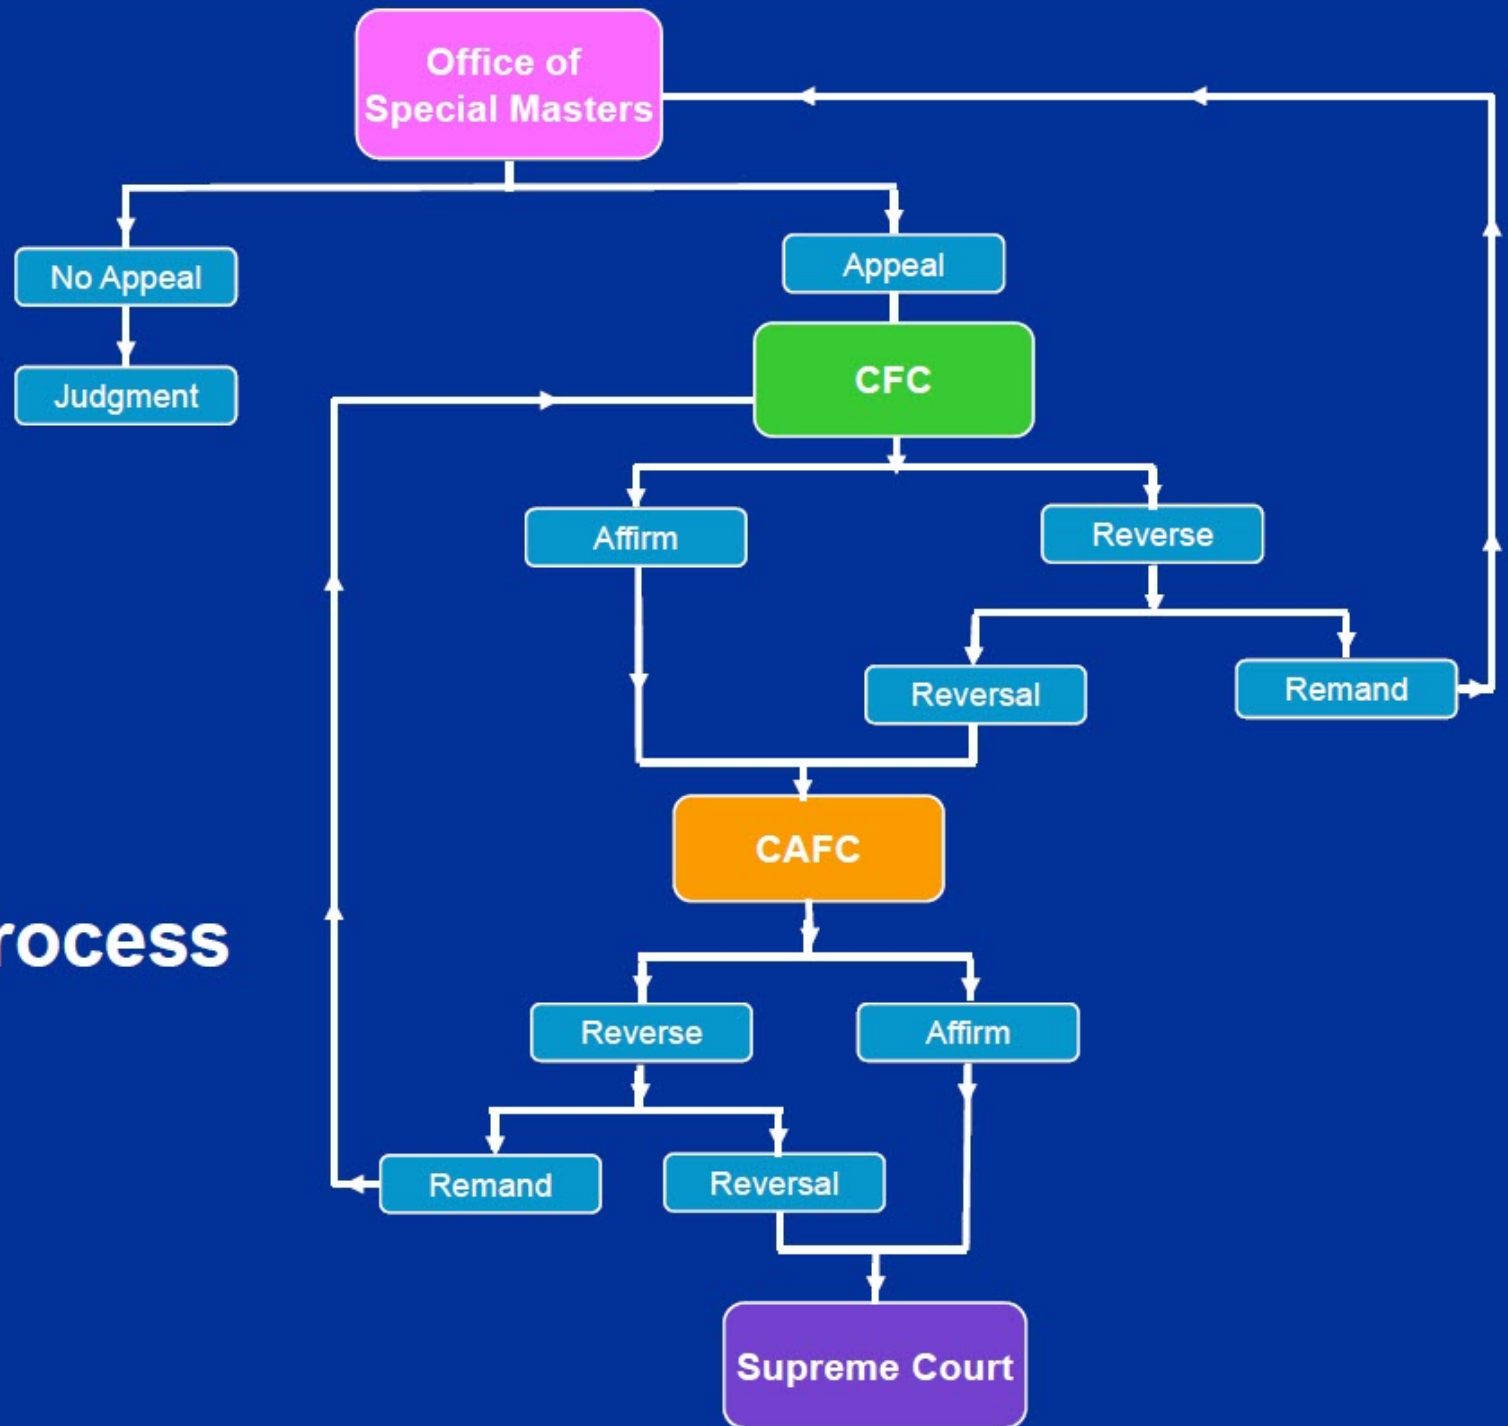 Office of
Special Masters
No Appeal
Appeal
Judgment
CFC
Affirm
Reverse
Reversal
Remand
CAFC
rocess
Reverse
Affirm
Remand
Reversal
Supreme Court